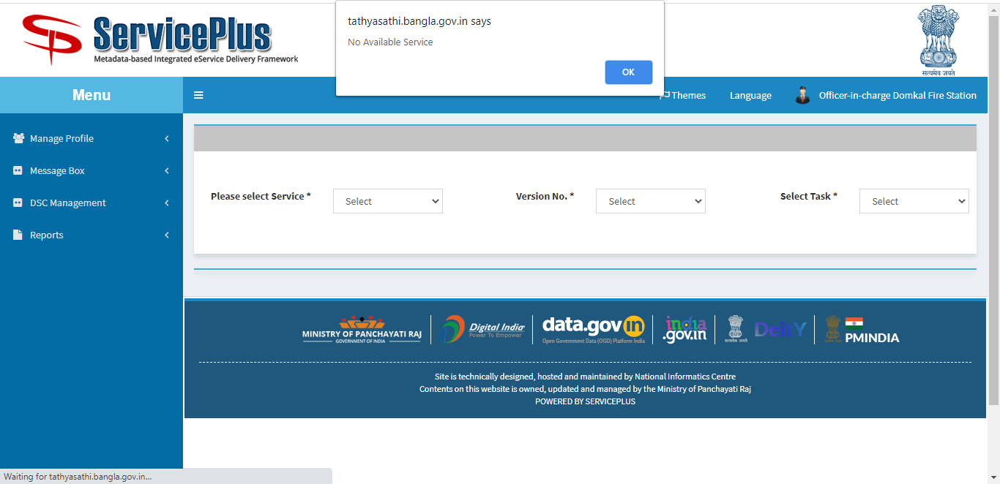 ServicePlus
Metadata-based Integrated eService Delivery Framework
tathyasathi.bangla.gov.in says
No Available Service
OK
सत्यमेव जयते
Menu
Themes
Language
Officer-in-charge Domkal Fire Station
Manage Profile
Message Box
DSC Management
Reports
Please select Service *
Select
Version No. *
Select
Select Task *
Select
MINISTRY OF PANCHAYATI RAJ
GOVERNMENT OF INDIA
Digital India
Power To Empower
data.gov in
Open Government Data (OGD) Platform India
india
.gov.in
सत्यमेव जयते
DeitY
PMINDIA
Site is technically designed, hosted and maintained by National Informatics Centre
Contents on this website is owned, updated and managed by the Ministry of Panchayati Raj
POWERED BY SERVICEPLUS
Waiting for tathyasathi.bangla.gov.in...